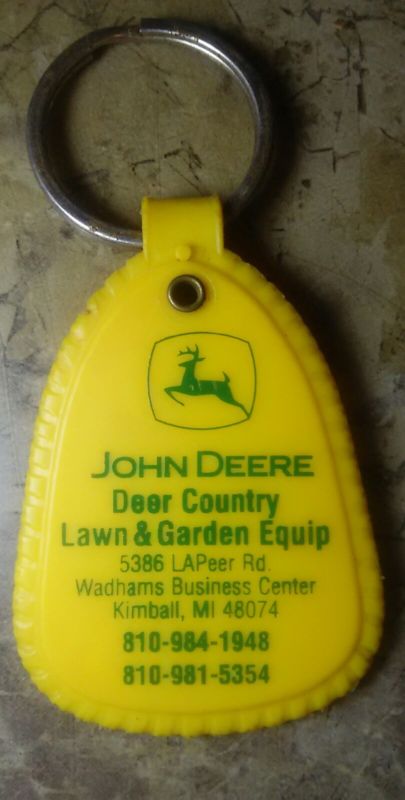 JOHN DEERE
Deer Country
Lawn & Garden Equip
5386 LAPeer Rd.
Wadhams Business Center
Kimball, MI 48074
810-984-1948
810-981-5354